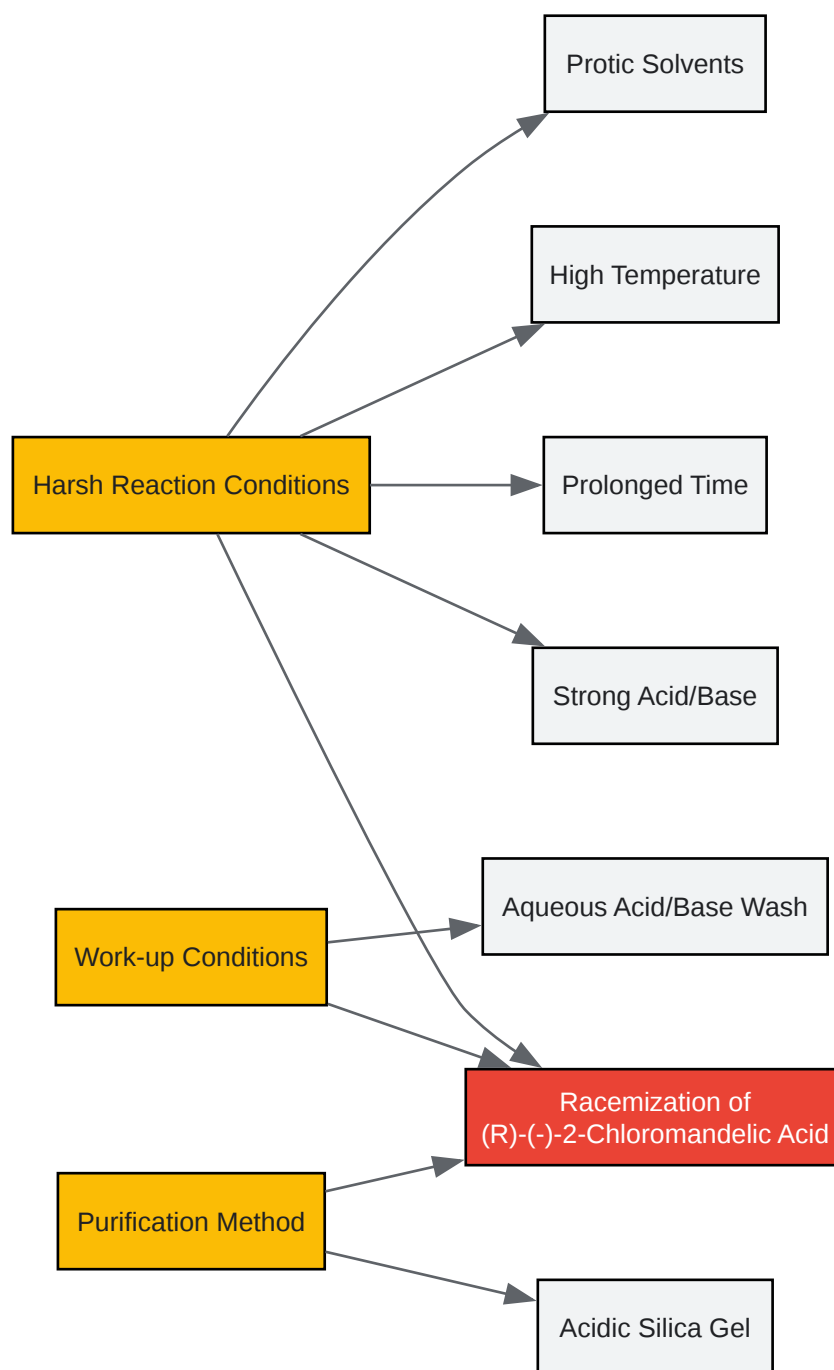 Protic Solvents
High Temperature
Harsh Reaction Conditions
Prolonged Time
Strong Acid/Base
Aqueous Acid/Base Wash
Work-up Conditions
Racemization of
(R)-(-)-2-Chloromandelic Acid
Purification Method
Acidic Silica Gel